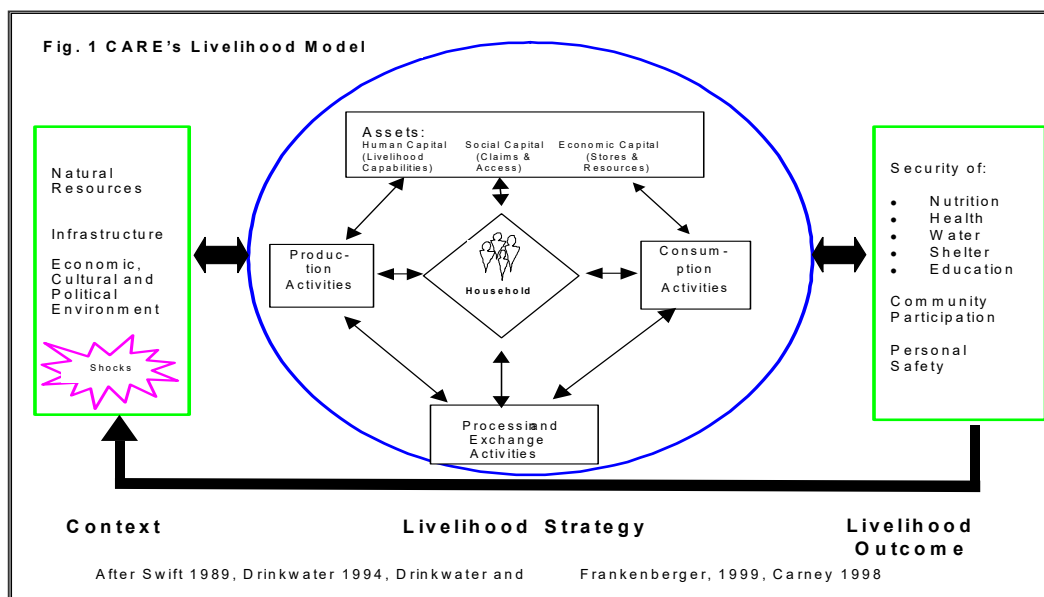 Fig. 1 CARE's Livelihood Model
Assets:
Human Capital
(Livelihood
Capabilities)
Social Capital
(Claims &
Access)
Economic Capital
(Stores &
Resources)
Natural
Resources
Infrastructure
Economic,
Cultural and
Political
Environment
Shocks
Produc-
tion
Activities
Household
Consum-
ption
Activities
Processinand
Exchange
Activities
Security of:
• Nutrition
• Health
• Water
• Shelter
• Education
Community
Participation
Personal
Safety
Context
Livelihood Strategy
Livelihood
Outcome
After Swift 1989, Drinkwater 1994, Drinkwater and Frankenberger, 1999, Carney 1998